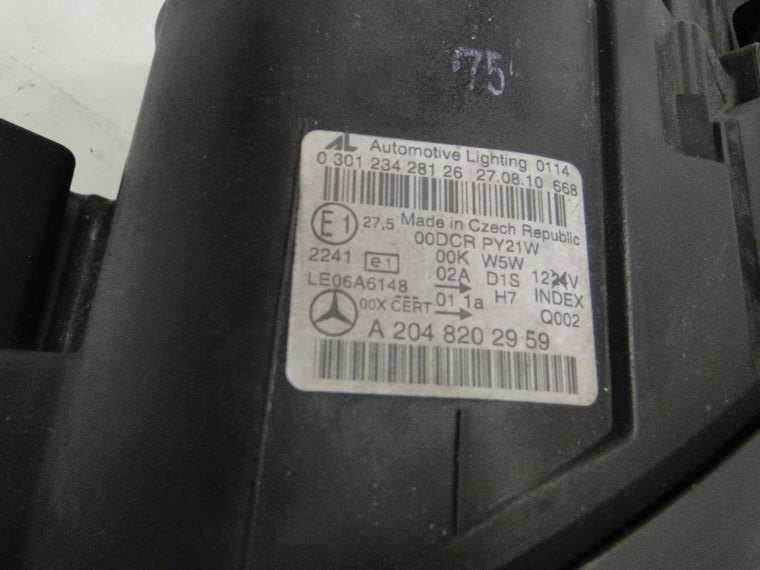 '75'
AL Automotive Lighting 0114
0 301 234 281 26 27.08.10 668
E1 27,5 Made in Czech Republic
00DCR PY21W
2241 e1 00K W5W
LE06A6148 02A D1S 1224V
00X CERT 01 1a H7 INDEX
Q002
A 204 820 29 59